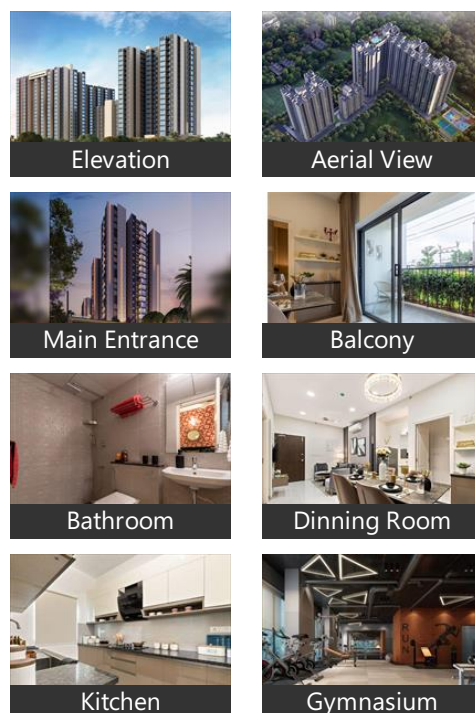 Elevation
Aerial View
Main Entrance
Balcony
Bathroom
Dinning Room
Kitchen
Gymnasium